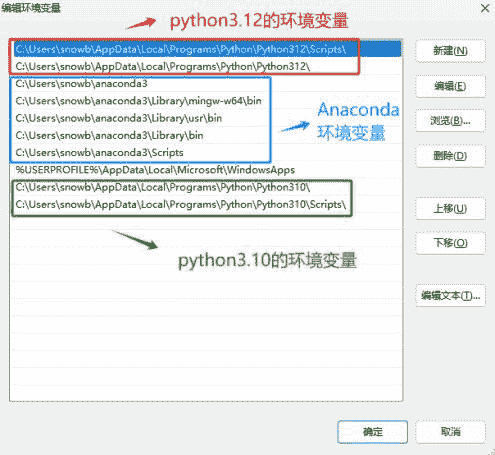 编辑环境变量
python3.12的环境变量
C:\Users\snowb\AppData\Local\Programs\Python\Python312\Scripts\
C:\Users\snowb\AppData\Local\Programs\Python\Python312\
C:\Users\snowb\anaconda3
C:\Users\snowb\anaconda3\Library\mingw-w64\bin
C:\Users\snowb\anaconda3\Library\usr\bin
C:\Users\snowb\anaconda3\Library\bin
C:\Users\snowb\anaconda3\Scripts
Anaconda
环境变量
%USERPROFILE%\AppData\Local\Microsoft\WindowsApps
C:\Users\snowb\AppData\Local\Programs\Python\Python310\
C:\Users\snowb\AppData\Local\Programs\Python\Python310\Scripts\
python3.10的环境变量
新建(N)
编辑(E)
浏览(B)...
删除(D)
上移(U)
下移(O)
编辑文本(T)...
确定
取消